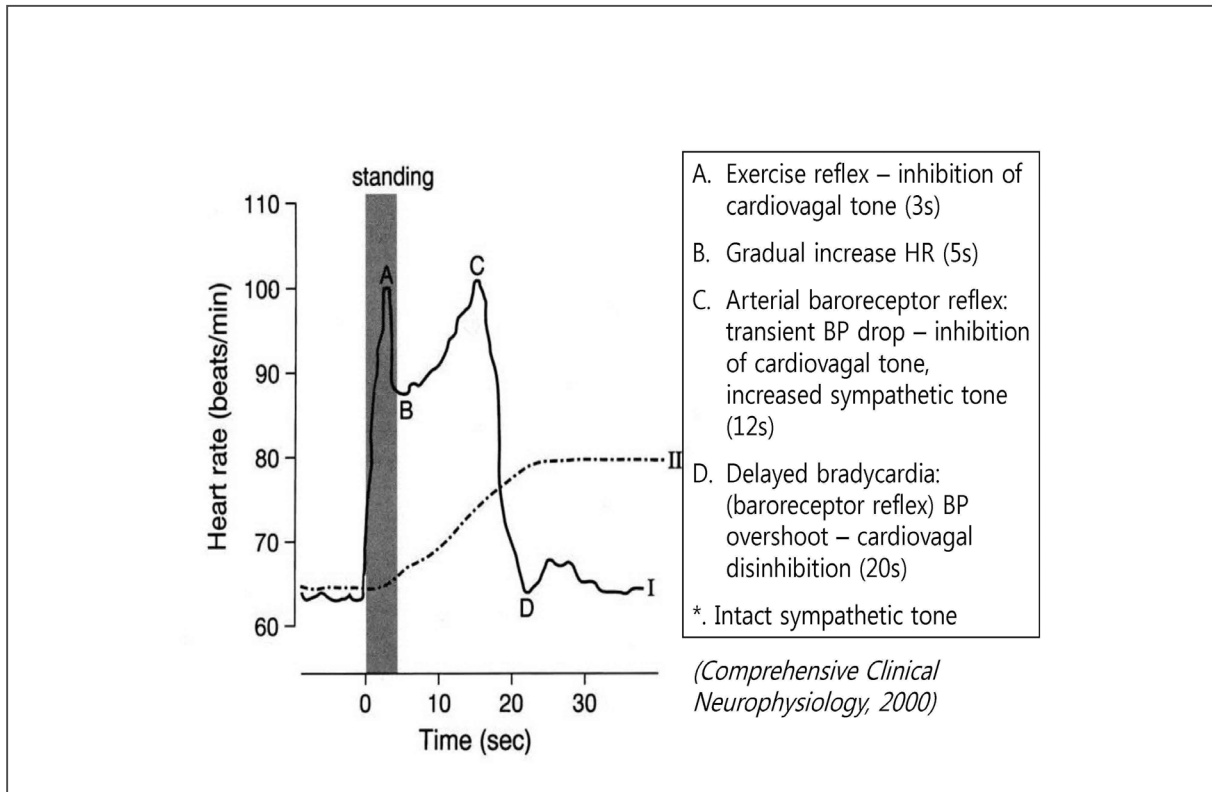 standing
110
100
90
80
70
60
Heart rate (beats/min)
A
B
C
D
I
II
0
10
20
30
Time (sec)
A. Exercise reflex – inhibition of
cardiovagal tone (3s)
B. Gradual increase HR (5s)
C. Arterial baroreceptor reflex:
transient BP drop – inhibition
of cardiovagal tone,
increased sympathetic tone
(12s)
D. Delayed bradycardia:
(baroreceptor reflex) BP
overshoot – cardiovagal
disinhibition (20s)
*. Intact sympathetic tone
(Comprehensive Clinical
Neurophysiology, 2000)